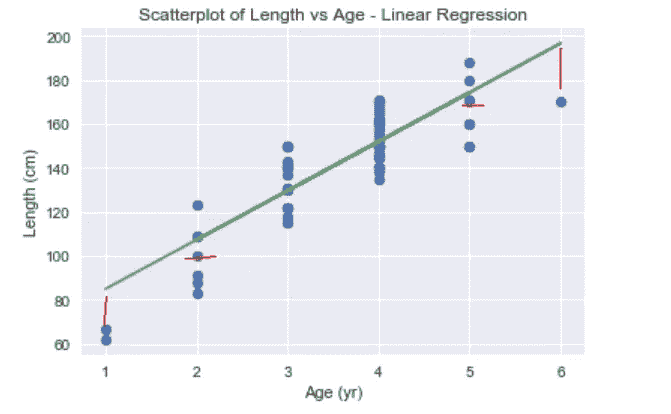 Scatterplot of Length vs Age - Linear Regression
200
180
160
140
120
100
80
60
Length (cm)
1 2 3 4 5 6
Age (yr)